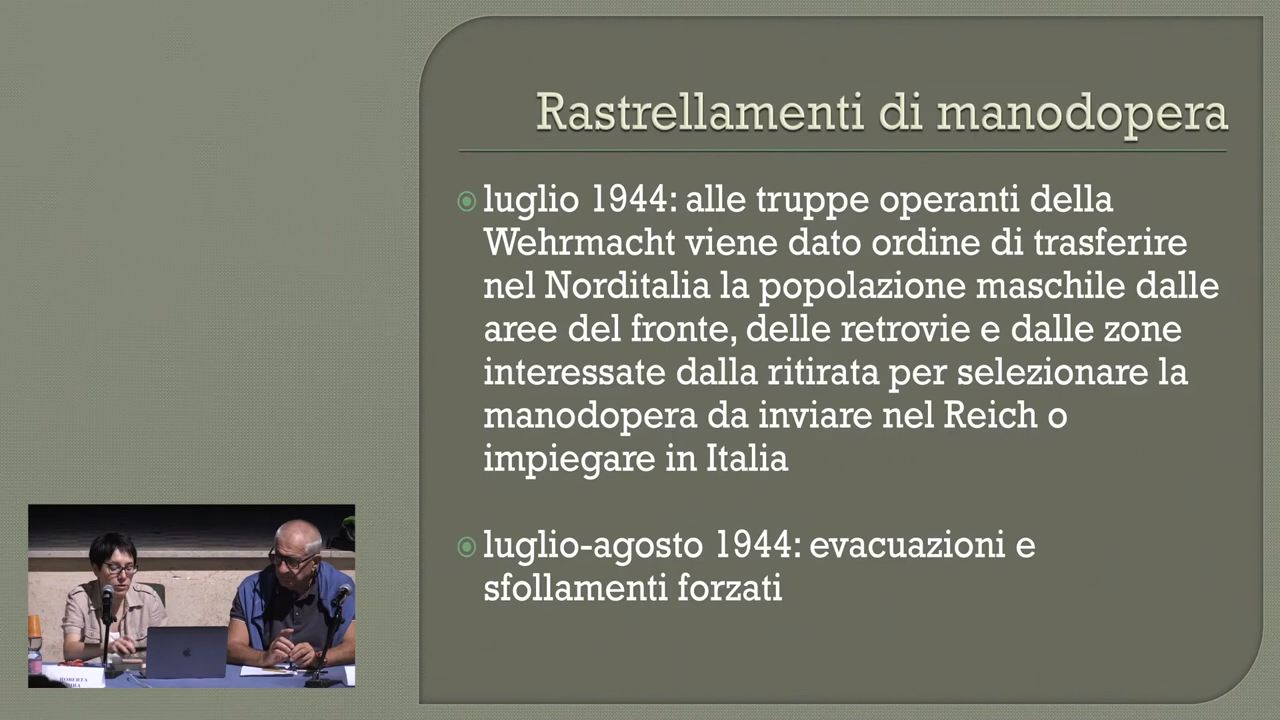 Rastrellamenti di manodopera
luglio 1944: alle truppe operanti della
Wehrmacht viene dato ordine di trasferire
nel Norditalia la popolazione maschile dalle
aree del fronte, delle retrovie e dalle zone
interessate dalla ritirata per selezionare la
manodopera da inviare nel Reich o
impiegare in Italia
luglio-agosto 1944: evacuazioni e
sfollamenti forzati
ROBERTA